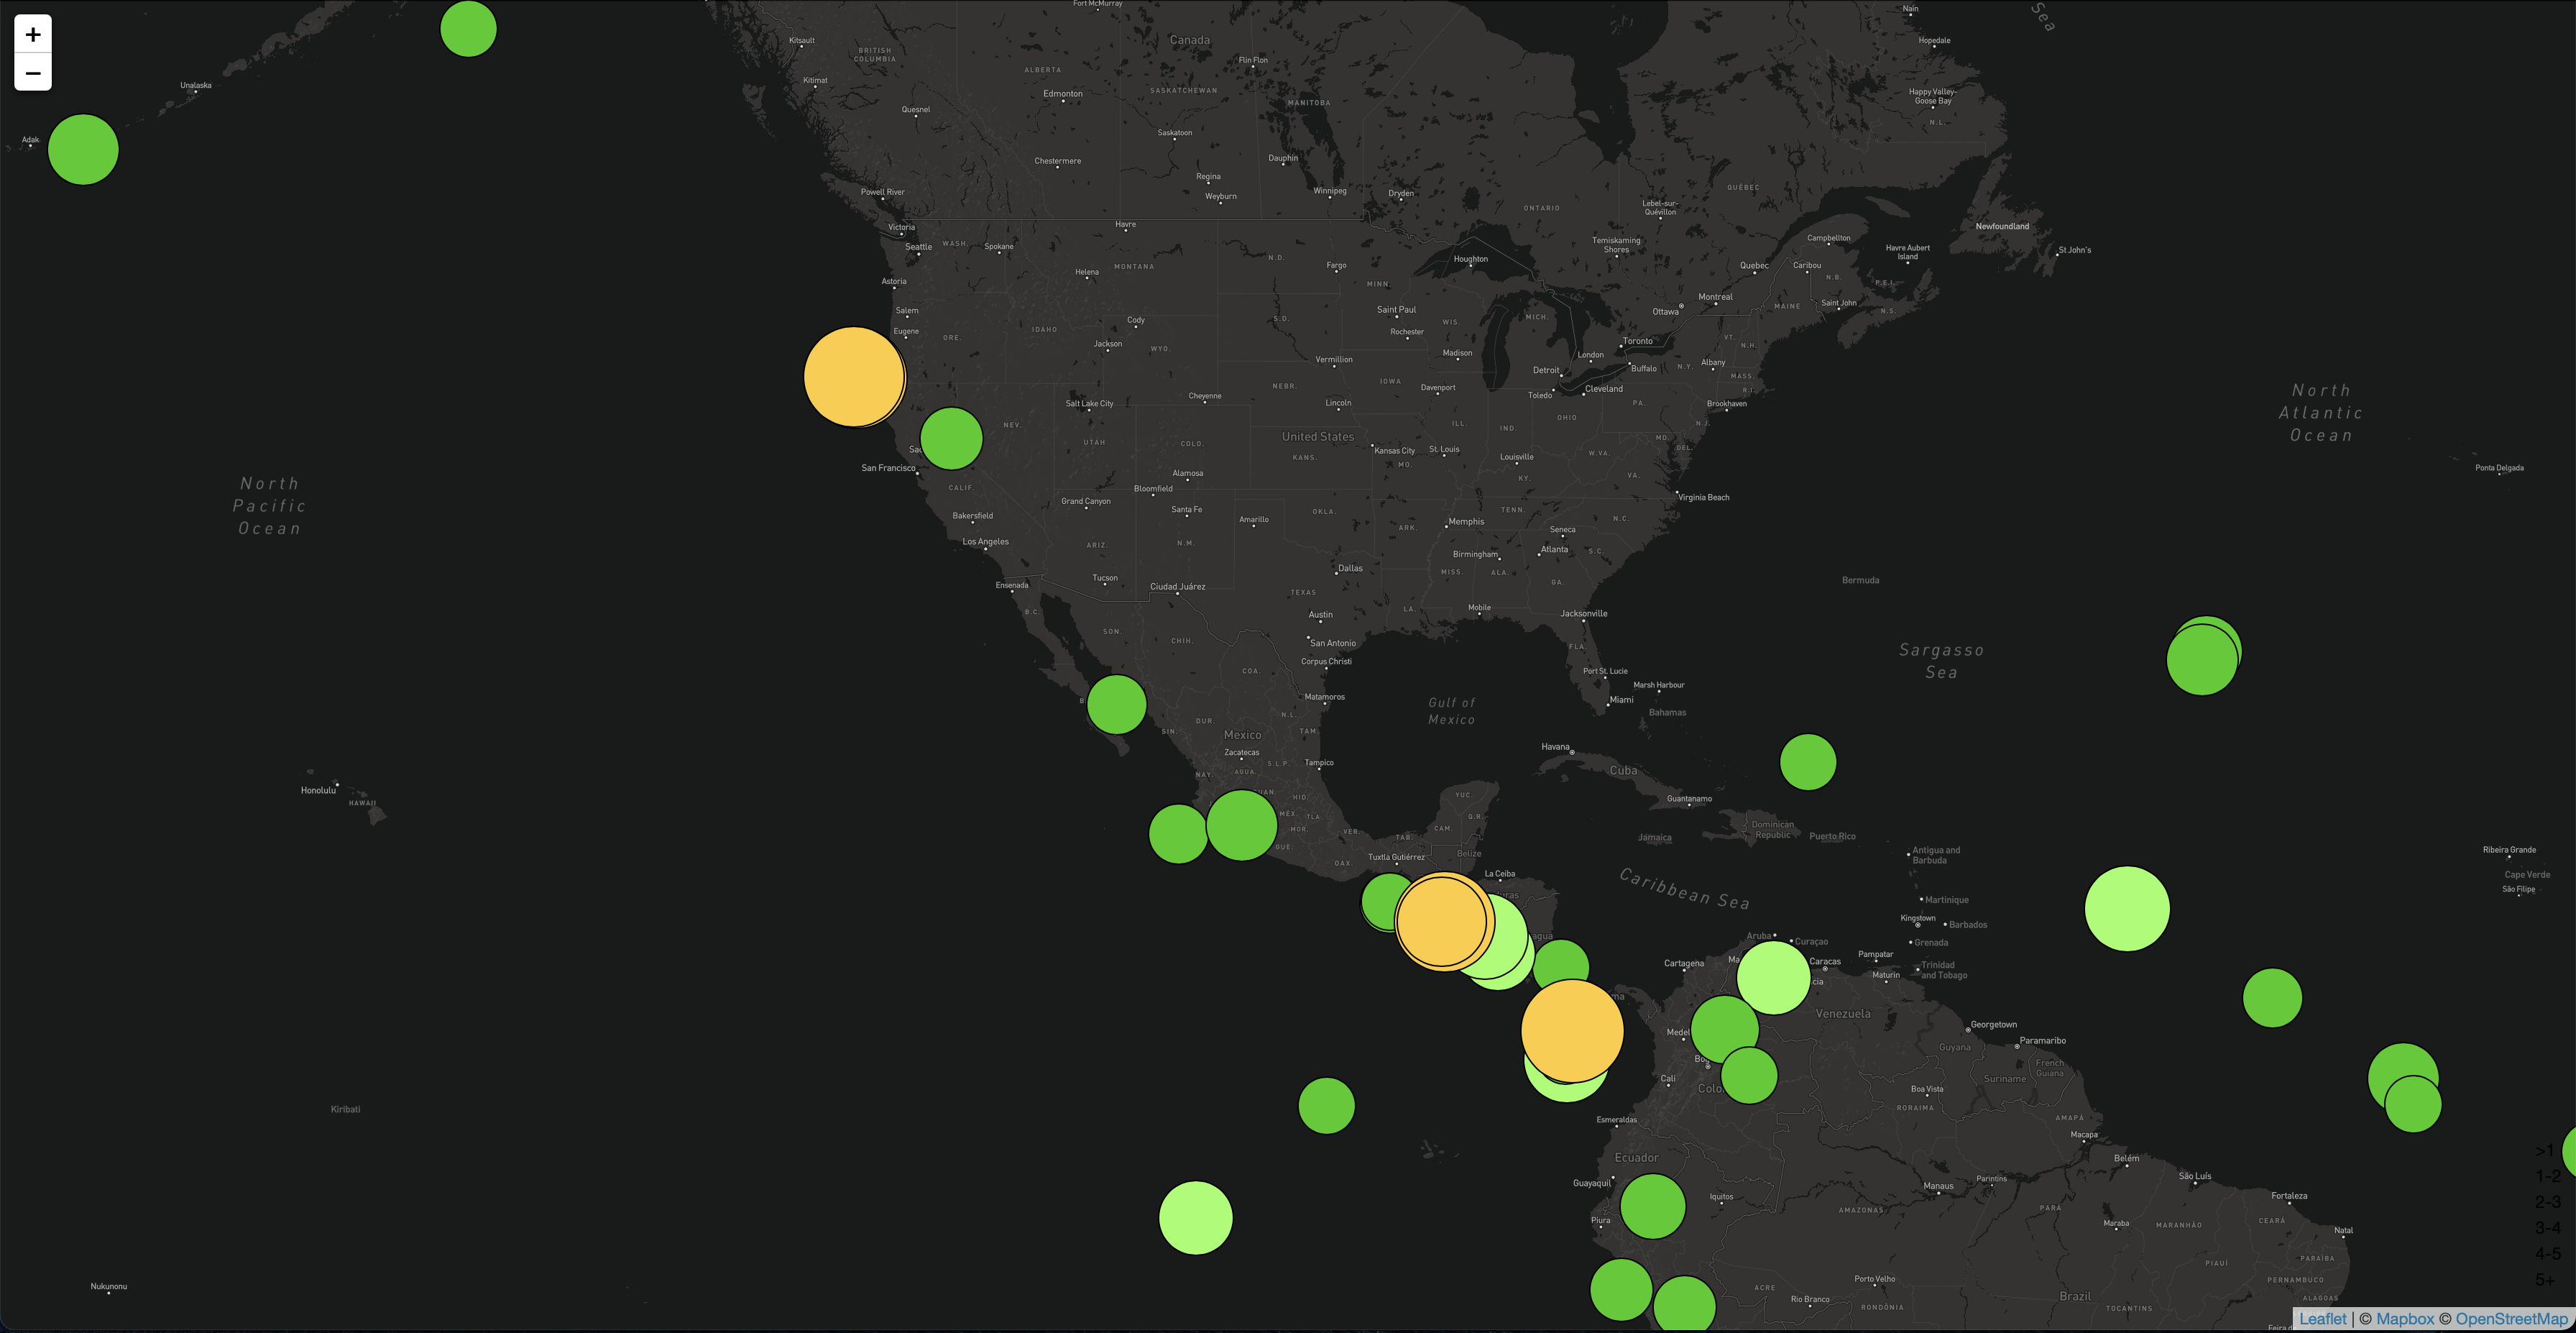 Fort McMurray
Nain
Sea
+
−
Kitsault
Canada
Hopedale
BRITISH
COLUMBIA
Flin Flon
ALBERTA
Kitimat
Unalaska
SASKATCHEWAN
Edmonton
Happy Valley-
Goose Bay
MANITOBA
Quesnel
N.L.
Saskatoon
Adak
Chestermere
Dauphin
Regina
QUÉBEC
Powell River
Winnipeg
Dryden
Weyburn
Lebel-sur-
Quévillon
ONTARIO
Havre
Victoria
Newfoundland
Seattle
WASH.
Spokane
Temiskaming
Shores
Campbellton
Havre Aubert
Island
St John's
N.D.
Houghton
MONTANA
Fargo
Quebec
Caribou
Helena
N.B.
Astoria
MINN.
P.E.I.
Montreal
Saint John
MAINE
Salem
Saint Paul
Ottawa
N.S.
Cody
S.D.
WIS.
MICH.
Eugene
IDAHO
Rochester
ORE.
VT.
Toronto
Jackson
WYO.
N.H.
Madison
London
Vermillion
Albany
Buffalo
N.Y.
Detroit
MASS.
IOWA
NEBR.
Davenport
Cleveland
R.I.
North
Atlantic
Ocean
Cheyenne
Toledo
Salt Lake City
Lincoln
PA.
Brookhaven
OHIO
NEV.
ILL.
IND.
N.J.
United States
MD.
UTAH
COLO.
Kansas City
St. Louis
DEL.
KANS.
Louisville
W.VA.
MO.
San Francisco
Ponta Delgada
Alamosa
KY.
VA.
North
Pacific
Ocean
CALIF.
Bloomfield
Virginia Beach
Grand Canyon
Santa Fe
OKLA.
TENN.
Bakersfield
Amarillo
Memphis
N.C.
ARK.
Seneca
Los Angeles
ARIZ.
N.M.
Atlanta
S.C.
Birmingham
Dallas
MISS.
ALA.
Tucson
Bermuda
Ensenada
Ciudad Juárez
GA.
TEXAS
B.C.
LA.
Mobile
Austin
Jacksonville
SON.
CHIH.
San Antonio
FLA.
Sargasso
Sea
Corpus Christi
COA.
Port St. Lucie
Marsh Harbour
Matamoros
Miami
Gulf of
Mexico
Bahamas
N.L.
DUR.
SIN.
TAM.
Mexico
Havana
Zacatecas
Tampico
S.L.P.
Cuba
NAY.
AGUA.
Honolulu
HAWAII
YUC.
HID.
Guantanamo
MÉX.
TLA.
Q.R.
Dominican
Republic
MOR.
CAM.
VER.
TAB.
Jamaica
Puerto Rico
GUE.
Belize
Tuxtla Gutiérrez
OAX.
Antigua and
Barbuda
Ribeira Grande
La Ceiba
Cape Verde
Caribbean Sea
São Filipe
Martinique
Kingstown
Barbados
Aruba
Curaçao
Grenada
Cartagena
Caracas
Pampatar
Trinidad
and Tobago
Maturin
Venezuela
Georgetown
Paramaribo
Guyana
French
Guiana
Suriname
Cali
Boa Vista
Kiribati
RORAIMA
Esmeraldas
AMAPÁ
Macapa
Ecuador
Belém
>1
1-2
São Luís
Guayaquil
Manaus
Parintins
Iquitos
Fortaleza
2-3
AMAZONAS
PARÁ
Piura
Maraba
MARANHÃO
CEARÁ
3-4
Natal
4-5
PARAÍBA
PIAUÍ
5+
Porto Velho
PERNAMBUCO
Nukunonu
ACRE
Brazil
ALAGOAS
Rio Branco
RONDÔNIA
TOCANTINS
Leaflet | © Mapbox © OpenStreetMap